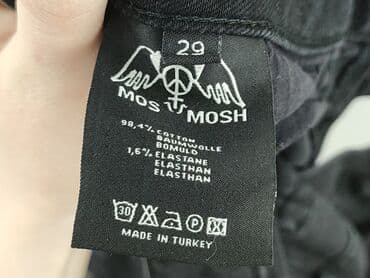 29
MOS MOSH
98,4% COTTON
BAUMWOLLE
BOMULD
1,6% ELASTANE
ELASTHAN
ELASTHAN
30 P
MADE IN TURKEY